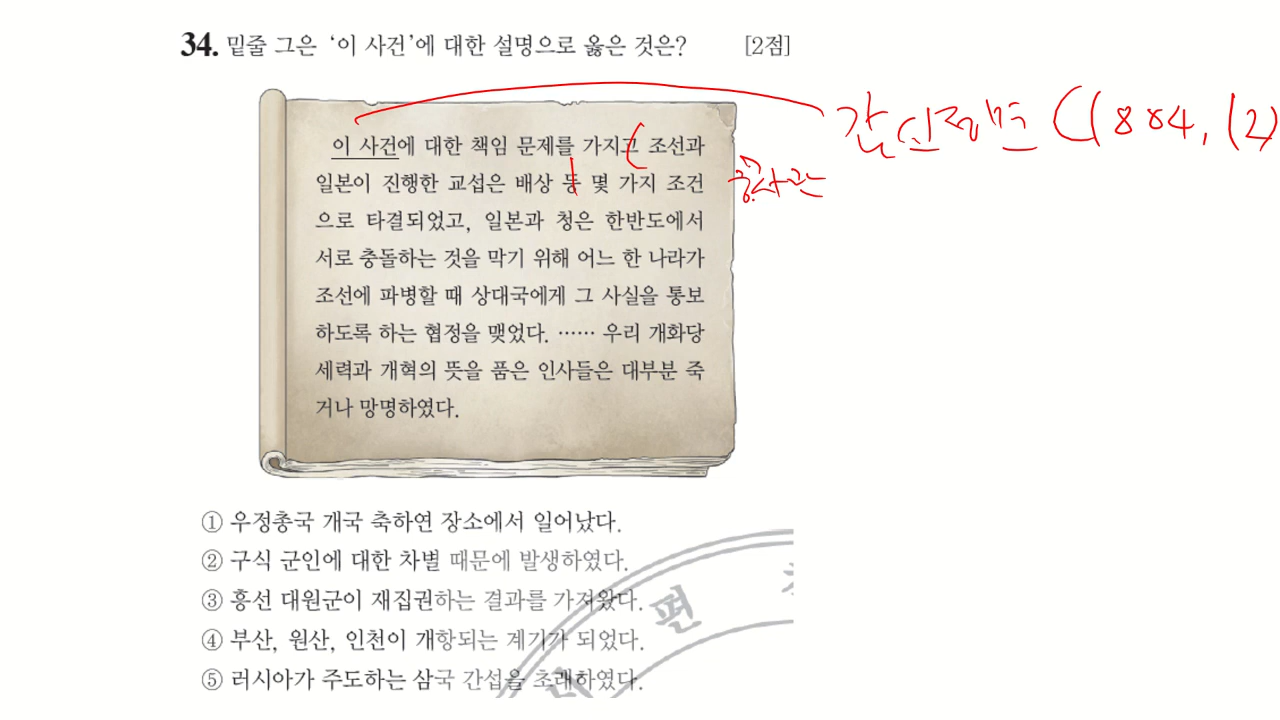 34. 밑줄 그은 ‘이 사건’에 대한 설명으로 옳은 것은? [2점]
이 사건에 대한 책임 문제를 가지고 조선과
일본이 진행한 교섭은 배상 등 몇 가지 조건
으로 타결되었고, 일본과 청은 한반도에서
서로 충돌하는 것을 막기 위해 어느 한 나라가
조선에 파병할 때 상대국에게 그 사실을 통보
하도록 하는 협정을 맺었다. …… 우리 개화당
세력과 개혁의 뜻을 품은 인사들은 대부분 죽
거나 망명하였다.
갑신정변 (1884, 12)
① 우정총국 개국 축하연 장소에서 일어났다.
② 구식 군인에 대한 차별 때문에 발생하였다.
③ 흥선 대원군이 재집권하는 결과를 가져왔다.
④ 부산, 원산, 인천이 개항되는 계기가 되었다.
⑤ 러시아가 주도하는 삼국 간섭을 초래하였다.
편